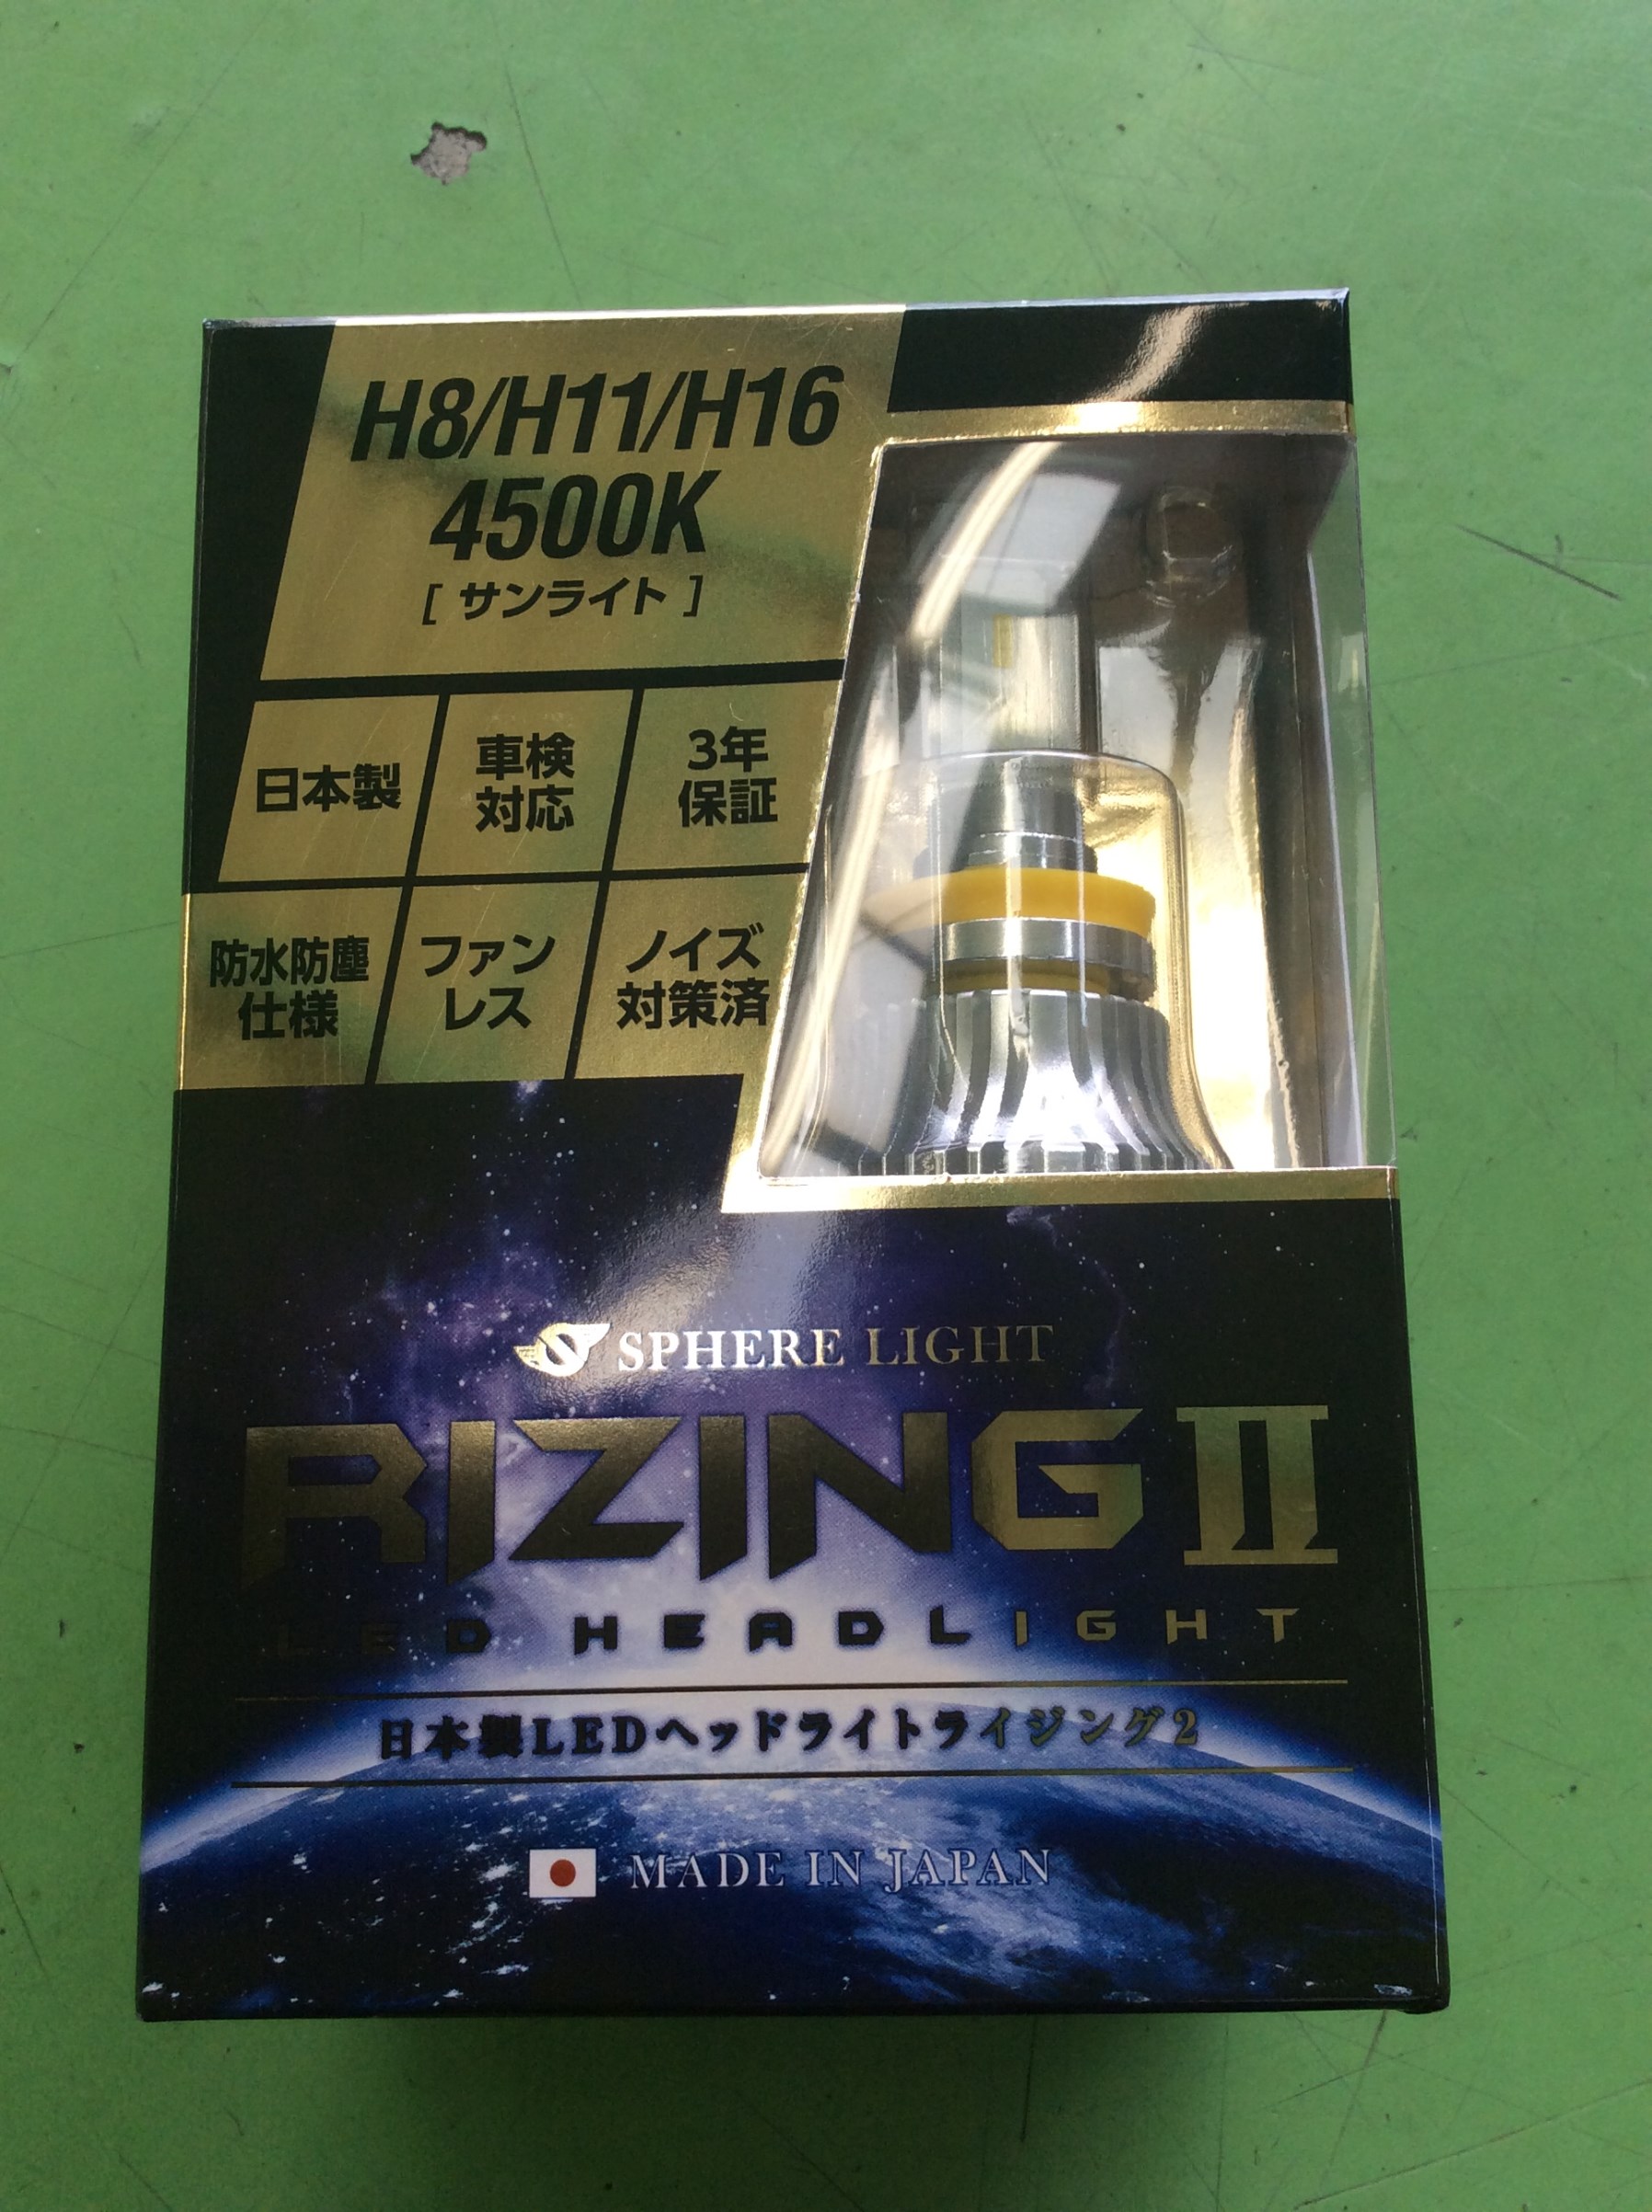 H8/H11/H16
4500K
[ サンライト ]
日本製
車検
対応
3年
保証
防水防塵
仕様
ファン
レス
ノイズ
対策済
SPHERE LIGHT
RIZING II
LED HEADLIGHT
日本製LEDヘッドライトライジング2
MADE IN JAPAN